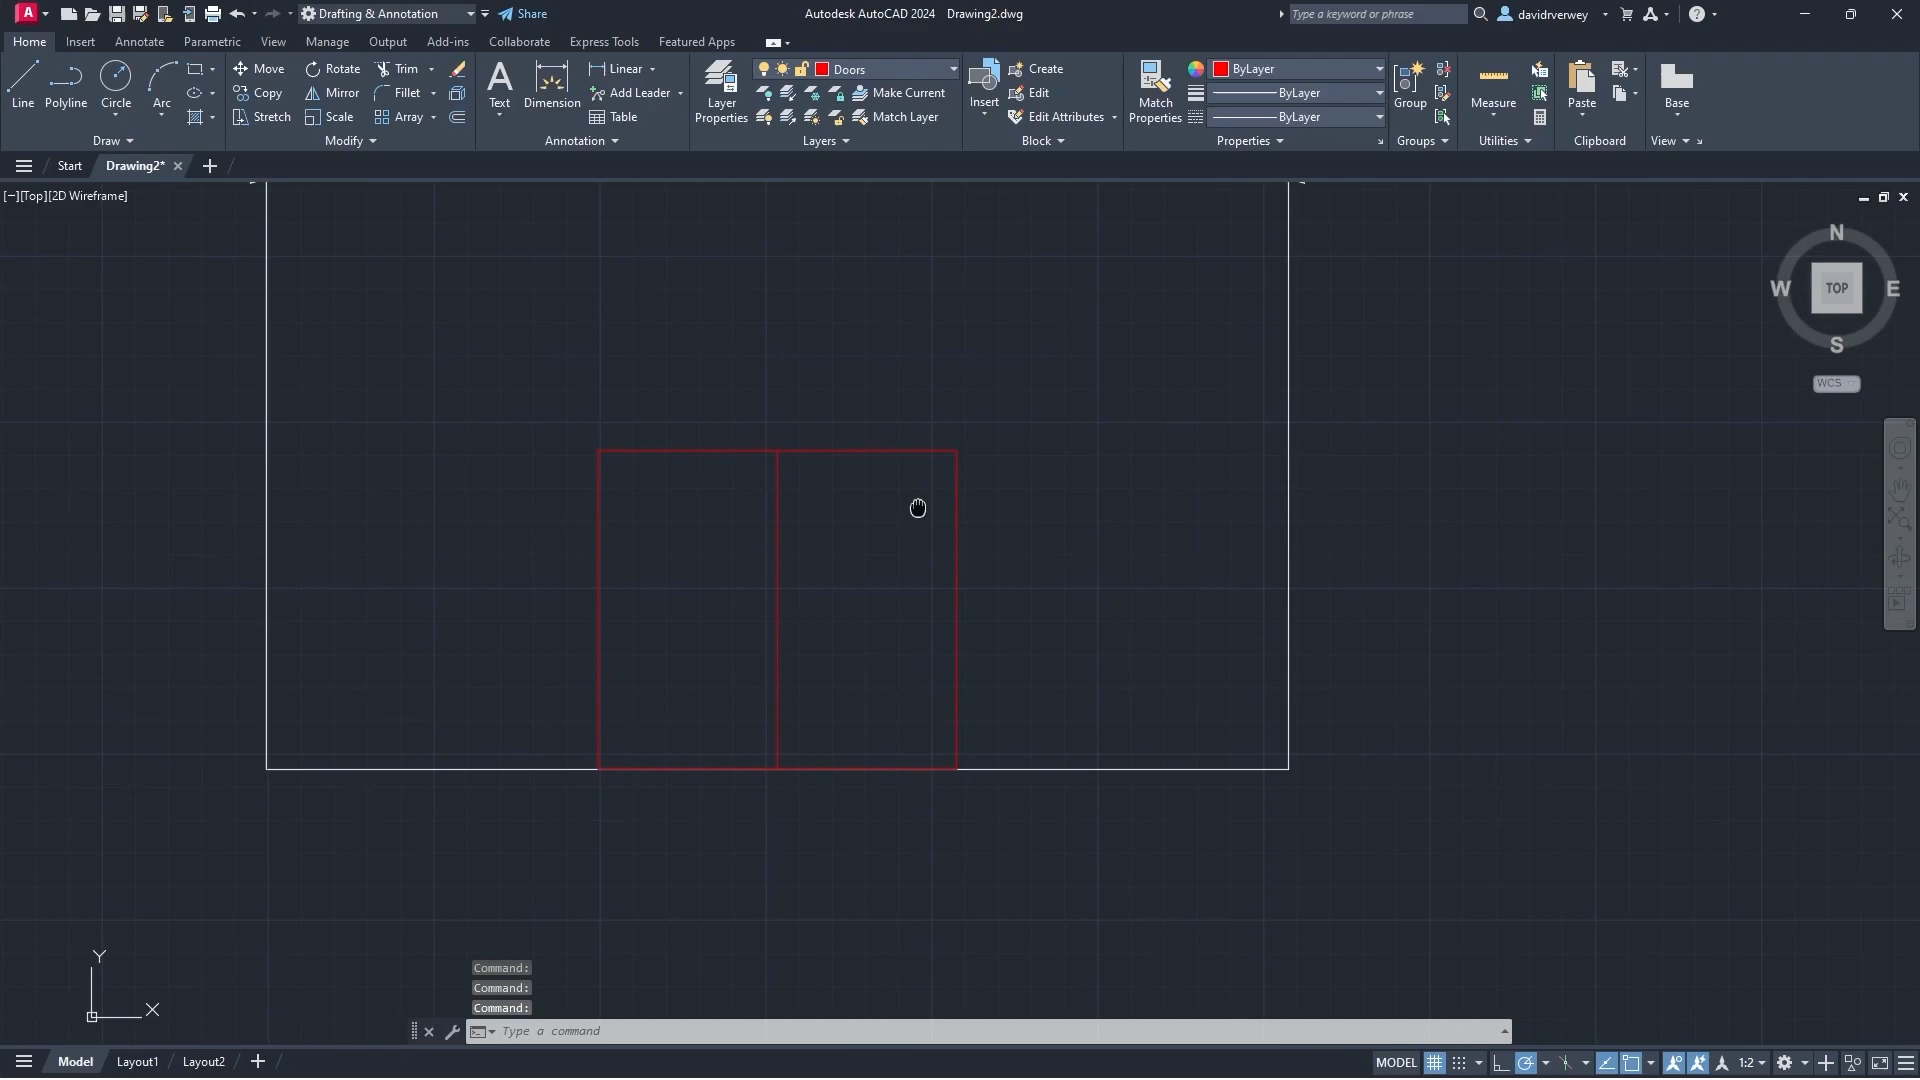 A Drafting & Annotation Share Autodesk AutoCAD 2024 Drawing2.dwg Type a keyword or phrase davidrverwey ?
Home Insert Annotate Parametric View Manage Output Add-ins Collaborate Express Tools Featured Apps
Move Rotate Trim Linear Doors Create ByLayer
Copy Mirror Fillet Add Leader Make Current Edit ByLayer
Stretch Scale Array Table Match Layer Edit Attributes ByLayer
Line Polyline Circle Arc Text Dimension Layer Properties Insert Match Properties Group Measure Paste Base
Draw Modify Annotation Layers Block Properties Groups Utilities Clipboard View
Start Drawing2*
[−][Top][2D Wireframe]
N
W TOP E
S
WCS
Y
X
Command:
Command:
Command:
Type a command
Model Layout1 Layout2 MODEL 1:2